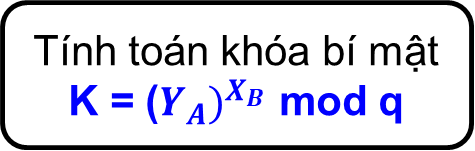 Tính toán khóa bí mật
K = (Y_A)^{X_B} mod q